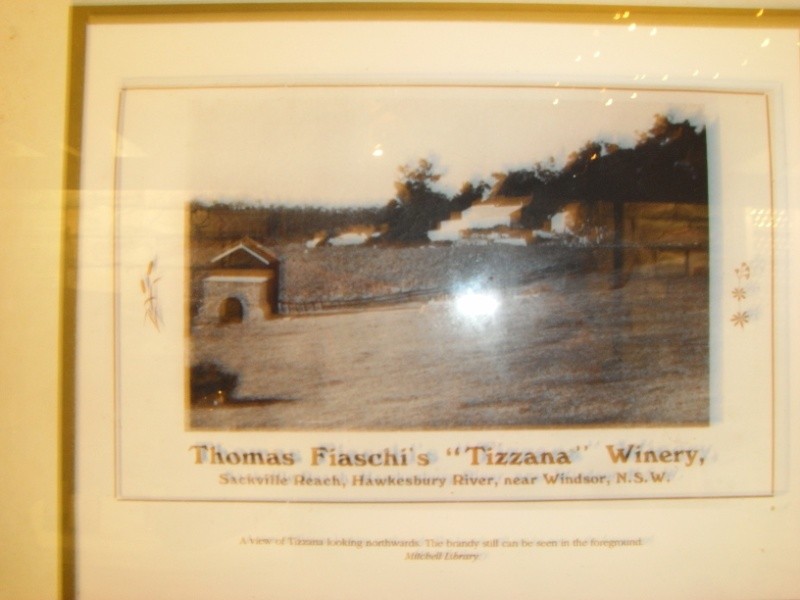 Thomas Fiaschi's "Tizzana" Winery,
Sackville Reach, Hawkesbury River, near Windsor, N.S.W.
A view of Tizzana looking northwards. The brandy still can be seen in the foreground.
Mitchell Library.